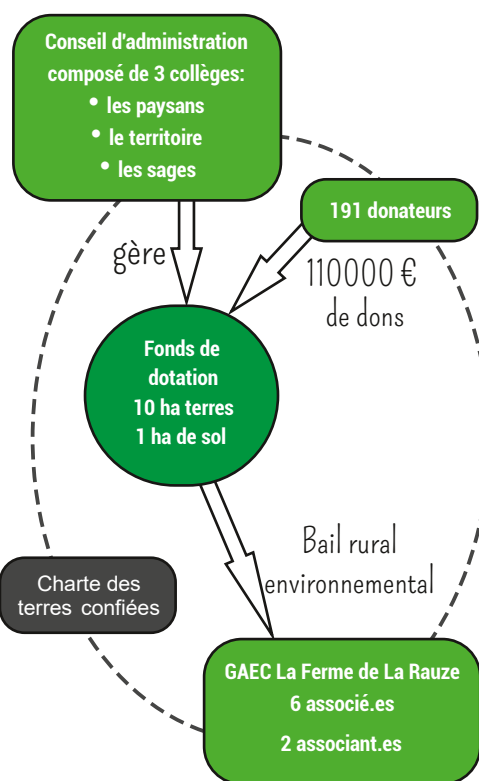 Conseil d'administration
composé de 3 collèges:
• les paysans
• le territoire
• les sages
191 donateurs
gère
110000 €
de dons
Fonds de
dotation
10 ha terres
1 ha de sol
Bail rural
environnemental
Charte des
terres confiées
GAEC La Ferme de La Rauze
6 associé.es
2 associant.es